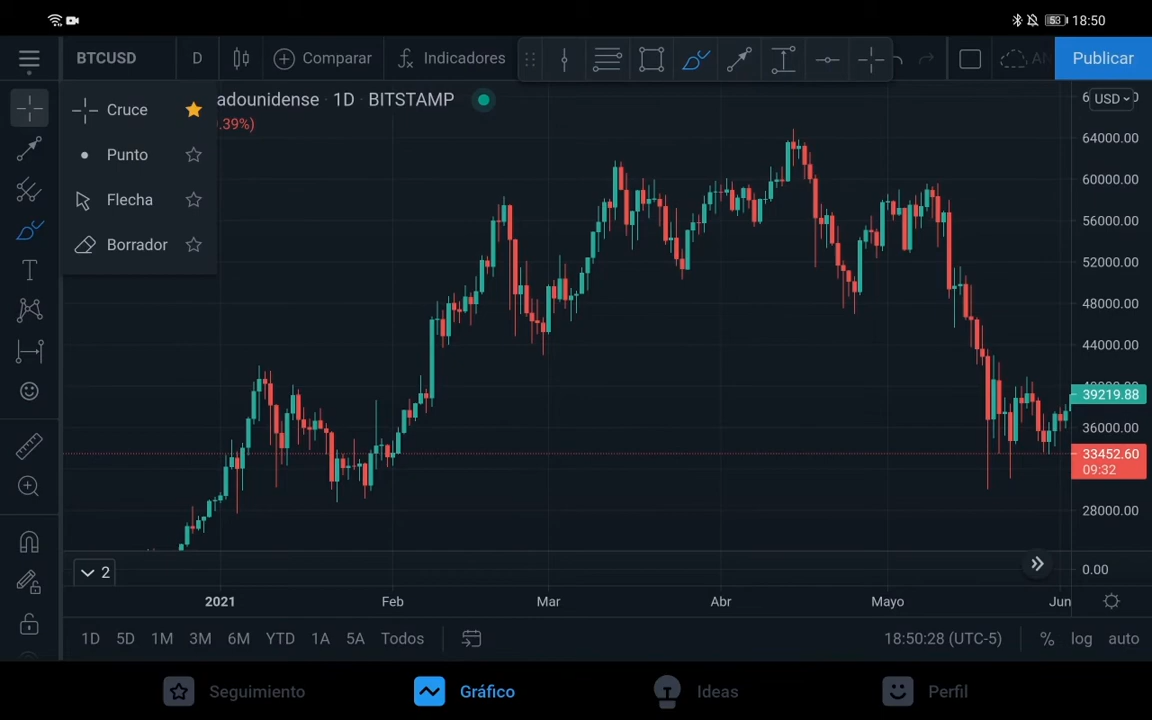 53 18:50
BTCUSD D Comparar Indicadores Publicar
Cruce
adounidense 1D BITSTAMP
USD
.39%)
Punto
Flecha
Borrador
64000.00
60000.00
56000.00
52000.00
48000.00
44000.00
39219.88
36000.00
33452.60
09:32
28000.00
0.00
2
2021 Feb Mar Abr Mayo Jun
1D 5D 1M 3M 6M YTD 1A 5A Todos 18:50:28 (UTC-5) % log auto
Seguimiento Gráfico Ideas Perfil